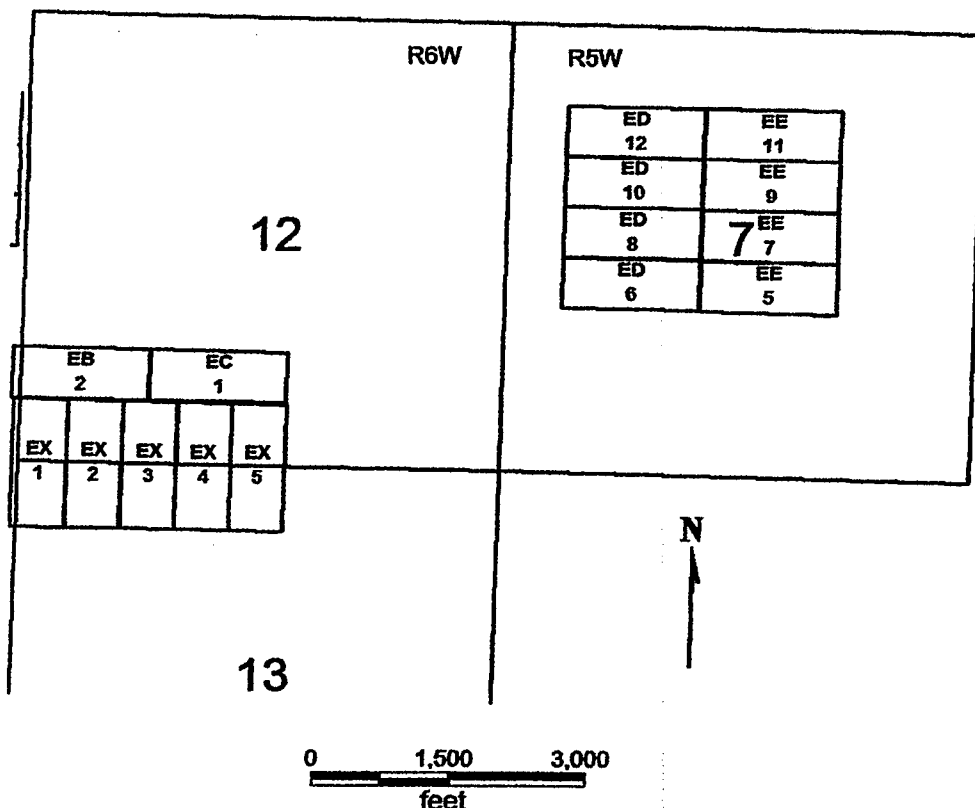 R6W R5W
ED EE
12 11
ED EE
10 9
12
ED 7 EE
8 7
ED EE
6 5
EB EC
2 1
EX EX EX EX EX
1 2 3 4 5
N
13
0 1,500 3,000
feet